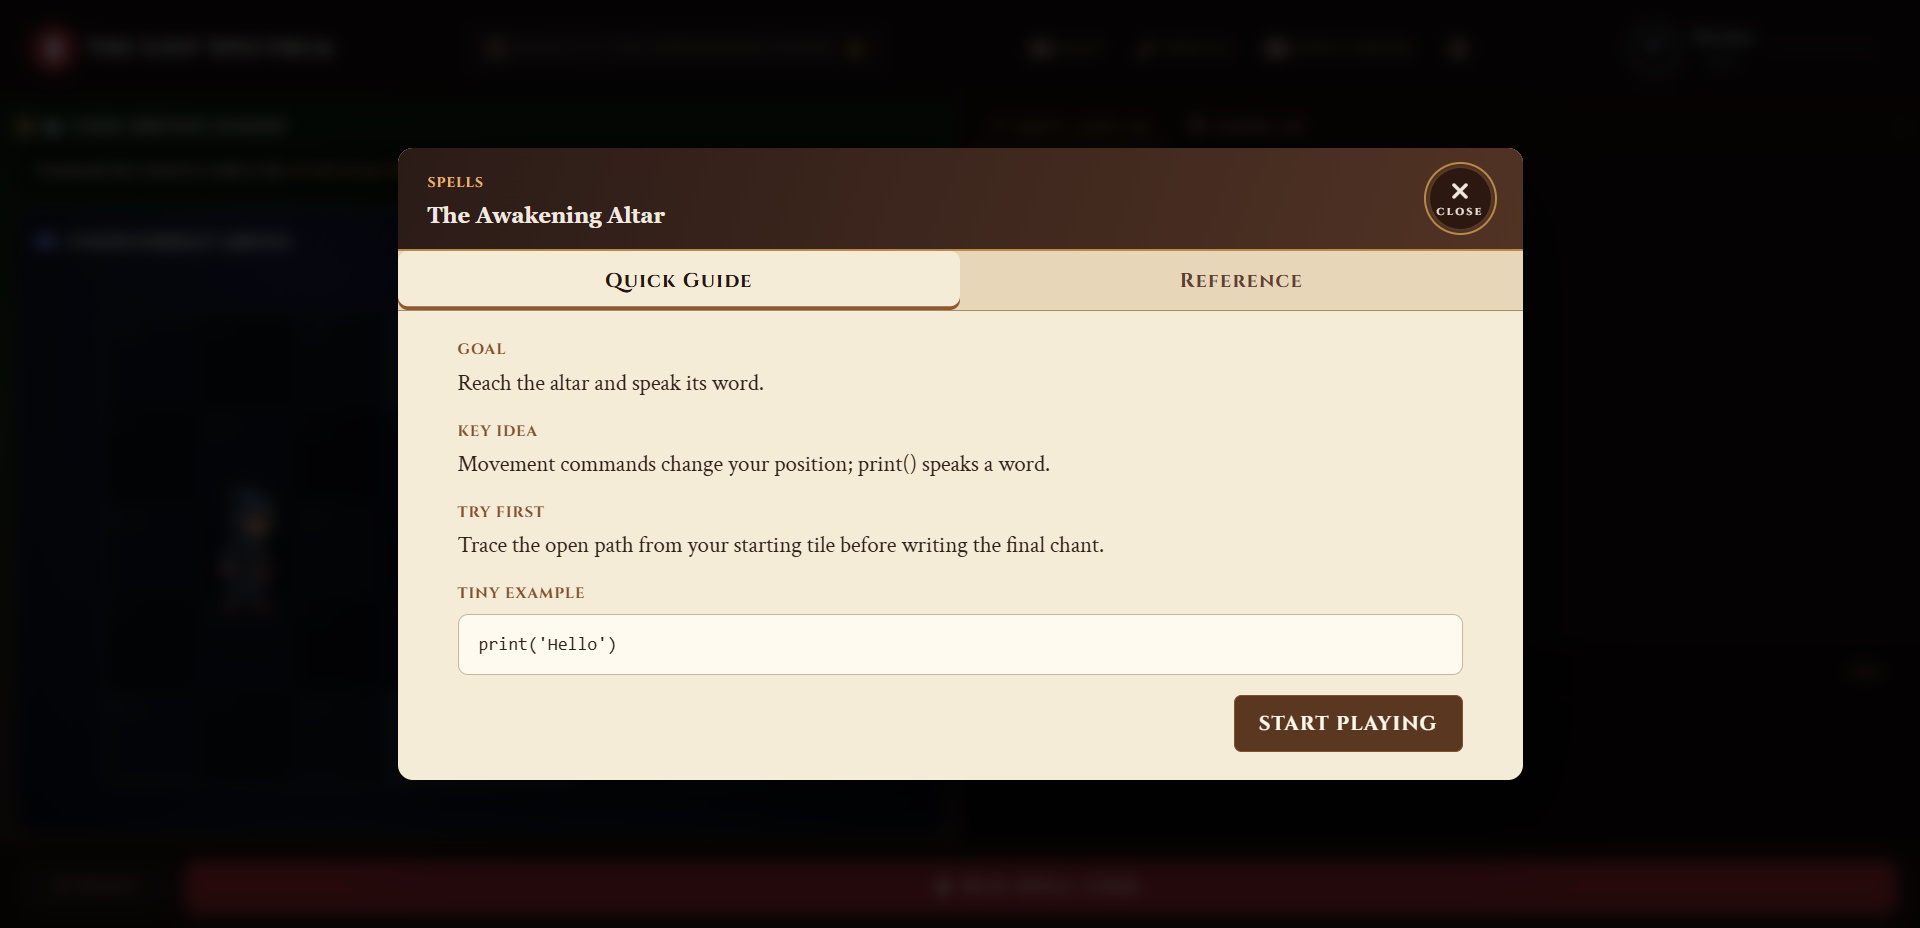 SPELLS
The Awakening Altar
CLOSE
QUICK GUIDE
REFERENCE
GOAL
Reach the altar and speak its word.
KEY IDEA
Movement commands change your position; print() speaks a word.
TRY FIRST
Trace the open path from your starting tile before writing the final chant.
TINY EXAMPLE
print('Hello')
START PLAYING